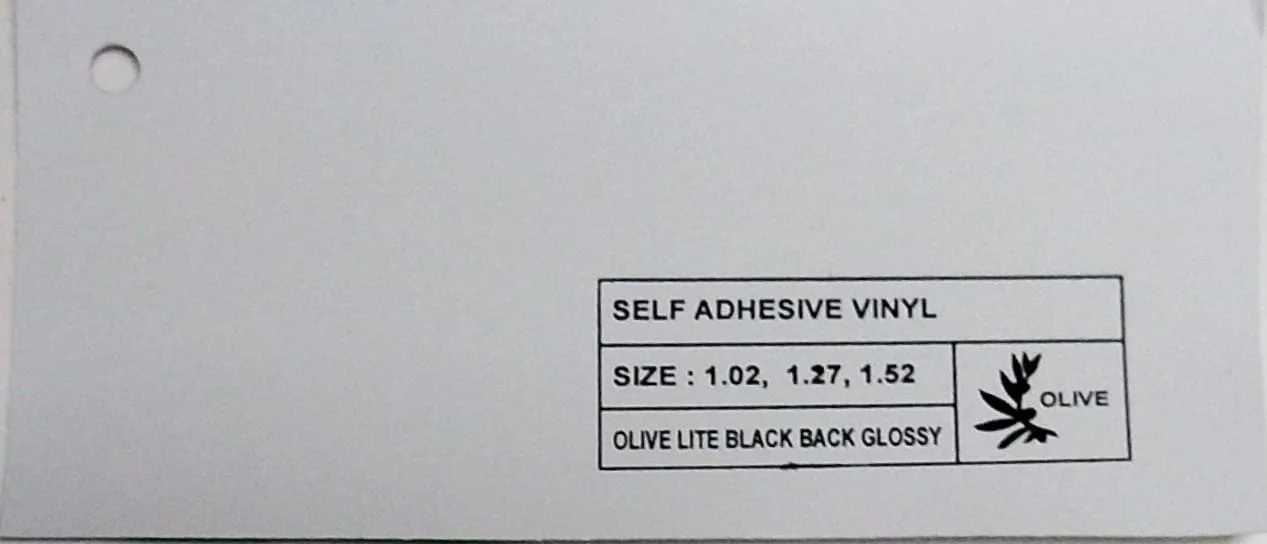 SELF ADHESIVE VINYL
SIZE : 1.02, 1.27, 1.52
OLIVE
OLIVE LITE BLACK BACK GLOSSY